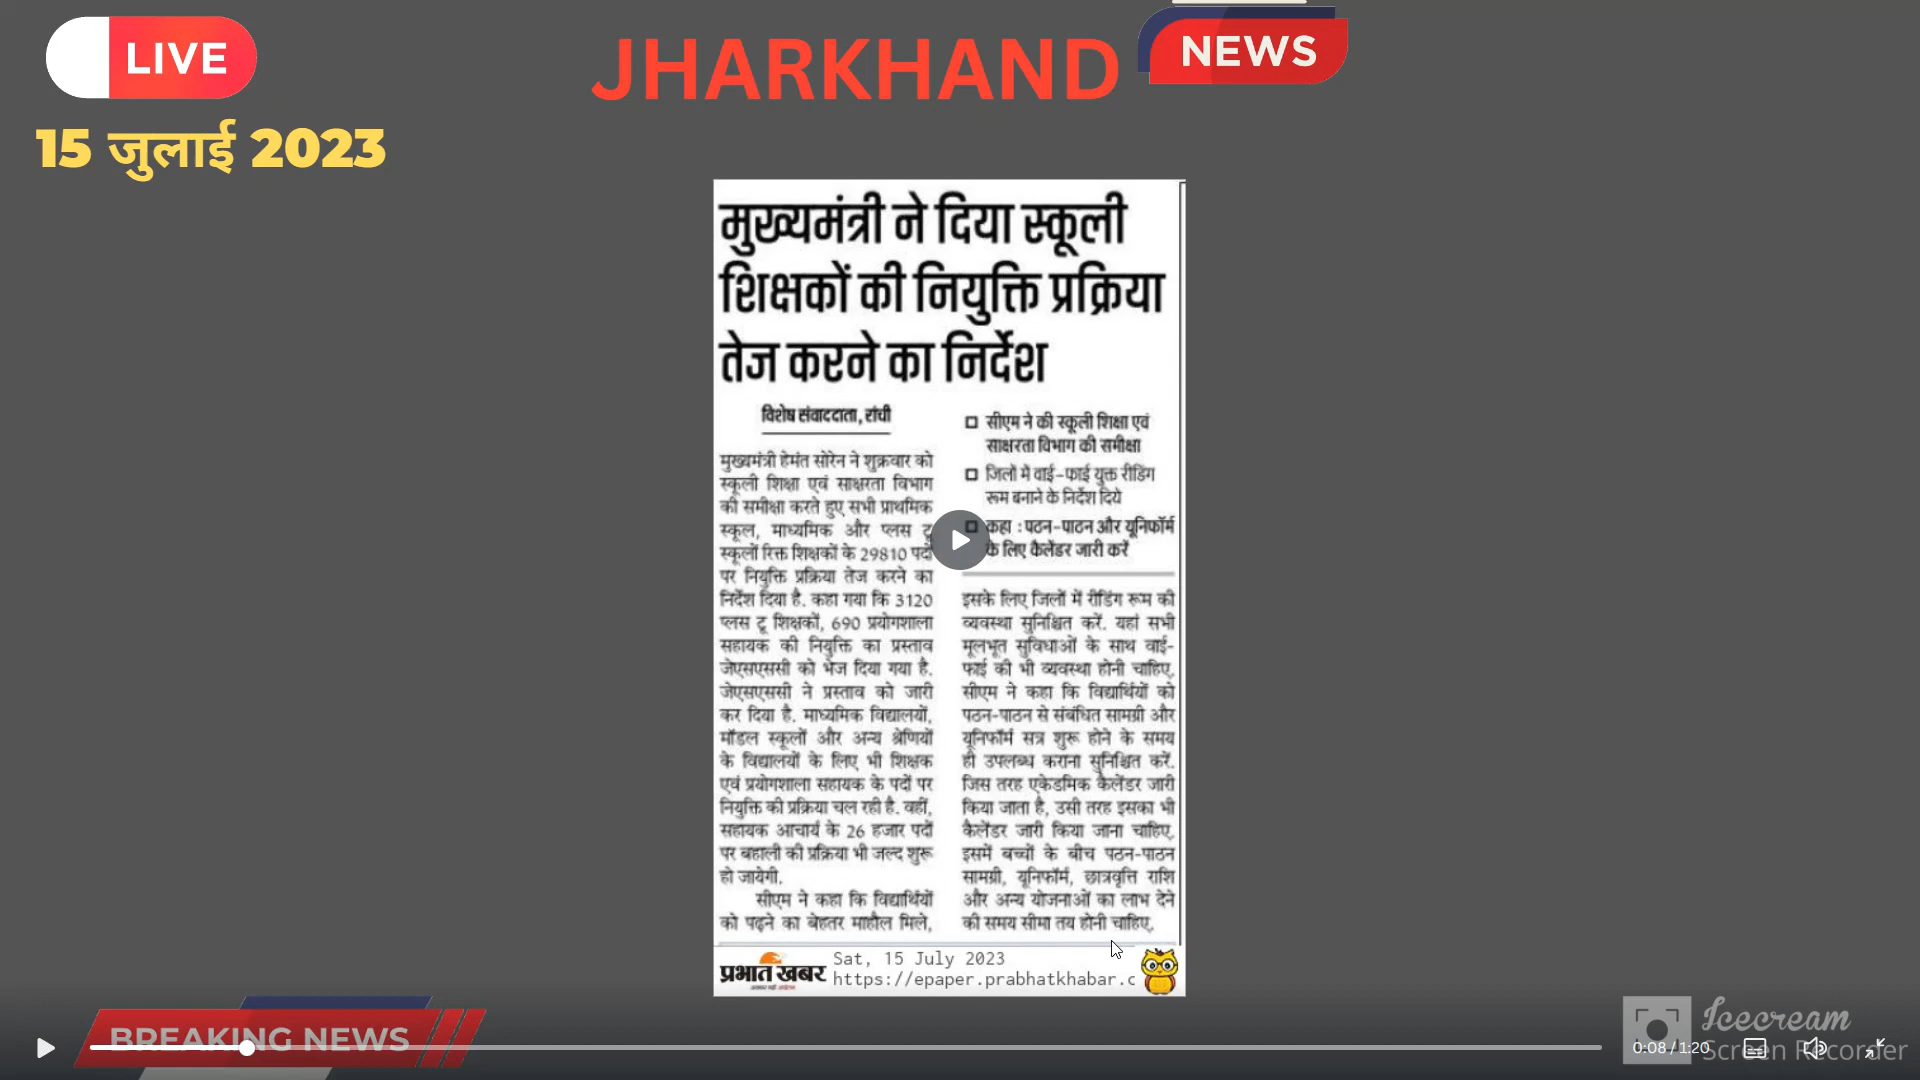 LIVE
JHARKHAND
NEWS
15 जुलाई 2023
मुख्यमंत्री ने दिया स्कूली
शिक्षकों की नियुक्ति प्रक्रिया
तेज करने का निर्देश
विशेष संवाददाता, रांची
मुख्यमंत्री हेमंत सोरेन ने शुक्रवार को
स्कूली शिक्षा एवं साक्षरता विभाग
की समीक्षा करते हुए सभी प्राथमिक
स्कूल, माध्यमिक और प्लस टू
स्कूलों रिक्त शिक्षकों के 29810 पदों
पर नियुक्ति प्रक्रिया तेज करने का
निर्देश दिया है. कहा गया कि 3120
प्लस टू शिक्षकों, 690 प्रयोगशाला
सहायक की नियुक्ति का प्रस्ताव
जेएसएससी को भेज दिया गया है.
जेएसएससी ने प्रस्ताव को जारी
कर दिया है. माध्यमिक विद्यालयों,
मॉडल स्कूलों और अन्य श्रेणियों
के विद्यालयों के लिए भी शिक्षक
एवं प्रयोगशाला सहायक के पदों पर
नियुक्ति की प्रक्रिया चल रही है. वहीं,
सहायक आचार्य के 26 हजार पदों
पर बहाली की प्रक्रिया भी जल्द शुरू
हो जायेगी.
सीएम ने कहा कि विद्यार्थियों
को पढ़ने का बेहतर माहौल मिले,
सीएम ने की स्कूली शिक्षा एवं
साक्षरता विभाग की समीक्षा
जिलों में वाई-फाई युक्त रीडिंग
रूम बनाने के निर्देश दिये
कहा : पठन-पाठन और यूनिफॉर्म
के लिए कैलेंडर जारी करें
इसके लिए जिलों में रीडिंग रूम की
व्यवस्था सुनिश्चित करें. यहां सभी
मूलभूत सुविधाओं के साथ वाई-
फाई की भी व्यवस्था होनी चाहिए.
सीएम ने कहा कि विद्यार्थियों को
पठन-पाठन से संबंधित सामग्री और
यूनिफॉर्म सत्र शुरू होने के समय
ही उपलब्ध कराना सुनिश्चित करें.
जिस तरह एकेडमिक कैलेंडर जारी
किया जाता है, उसी तरह इसका भी
कैलेंडर जारी किया जाना चाहिए.
इसमें बच्चों के बीच पठन-पाठन
सामग्री, यूनिफॉर्म, छात्रवृत्ति राशि
और अन्य योजनाओं का लाभ देने
की समय सीमा तय होनी चाहिए.
प्रभात खबर
Sat, 15 July 2023
https://epaper.prabhatkhabar.c
BREAKING NEWS
0:08 / 1:20
Icecream
Screen Recorder